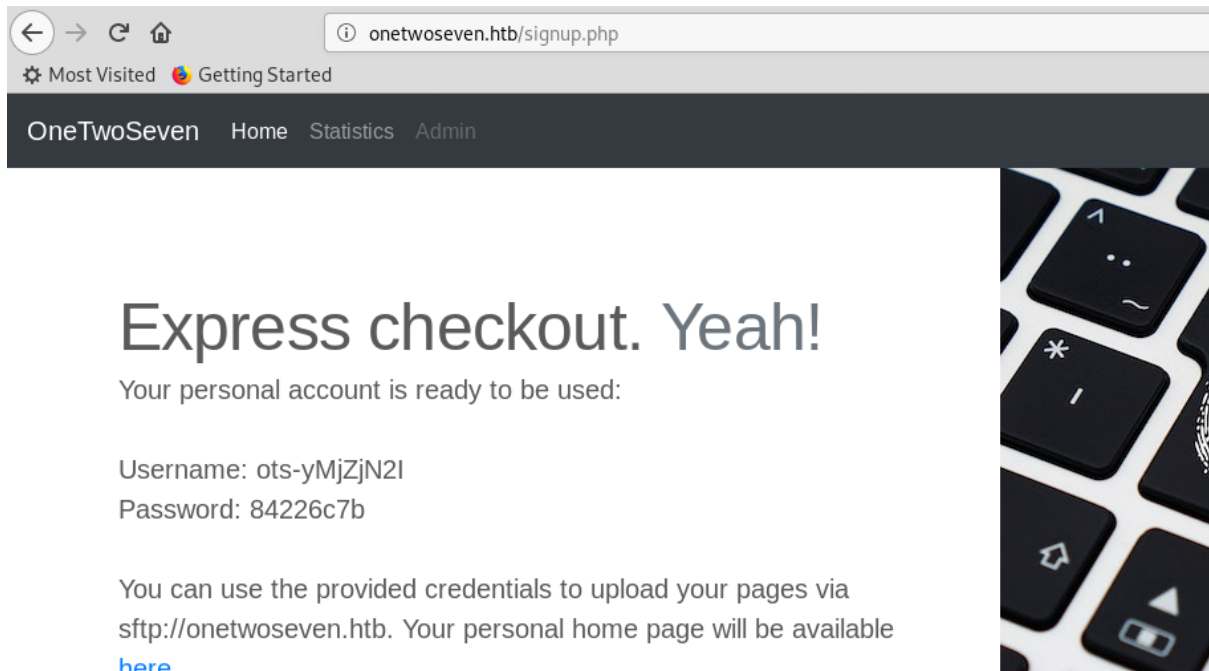 onetwoseven.htb/signup.php
Most Visited Getting Started
OneTwoSeven Home Statistics Admin
Express checkout. Yeah!
Your personal account is ready to be used:
Username: ots-yMjZjN2I
Password: 84226c7b
You can use the provided credentials to upload your pages via
sftp://onetwoseven.htb. Your personal home page will be available
here